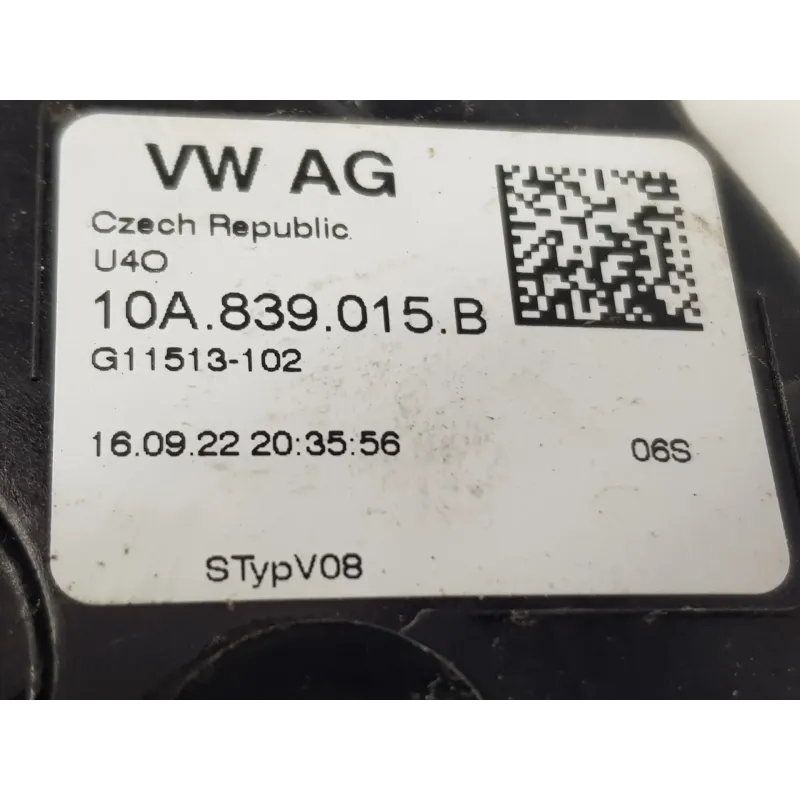 VW AG
Czech Republic
U4O
10A.839.015.B
G11513-102
16.09.22 20:35:56
06S
STypV08